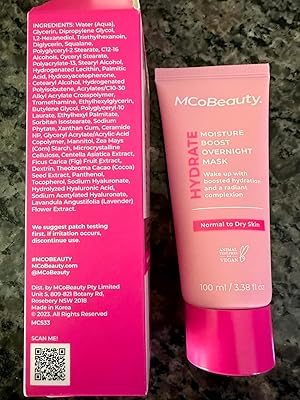 INGREDIENTS: Water (Aqua),
Glycerin, Dipropylene Glycol,
1,2-Hexanediol, Triethylhexanoin,
Diglycerin, Squalane,
Polyglyceryl-2 Stearate, C12-16
Alcohols, Glyceryl Stearate,
Polyacrylate-13, Stearyl Alcohol,
Hydrogenated Lecithin, Palmitic
Acid, Hydroxyacetophenone,
Cetearyl Alcohol, Hydrogenated
Polyisobutene, Acrylates/C10-30
Alkyl Acrylate Crosspolymer,
Tromethamine, Ethylhexylglycerin,
Butylene Glycol, Polyglyceryl-10
Laurate, Ethylhexyl Palmitate,
Sorbitan Isostearate, Sodium
Phytate, Xanthan Gum, Ceramide
NP, Glyceryl Acrylate/Acrylic Acid
Copolymer, Mannitol, Zea Mays
(Corn) Starch, Microcrystalline
Cellulose, Centella Asiatica Extract,
Ficus Carica (Fig) Fruit Extract,
Dextrin, Theobroma Cacao (Cocoa)
Seed Extract, Panthenol,
Tocopherol, Sodium Hyaluronate,
Hydrolyzed Hyaluronic Acid,
Sodium Acetylated Hyaluronate,
Lavandula Angustifolia (Lavender)
Flower Extract.
We suggest patch testing
first, if irritation occurs,
discontinue use.
#MCOBEAUTY
MCoBeauty.com
@MCoBeauty
Dist. by MCoBeauty Pty Limited
Unit 5, 809-821 Botany Rd,
Rosebery NSW 2018
Made in Korea.
© 2023. All Rights Reserved
MCS33
SCAN ME!
MCoBeauty.
HYDRATE
MOISTURE
BOOST
OVERNIGHT
MASK
Wake up with
boosted hydration
and a radiant
complexion
Normal to Dry Skin
VEGAN
100 ml / 3.38 fl oz